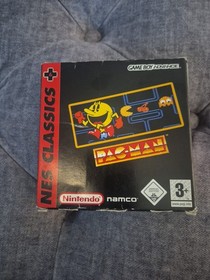 GAME BOY ADVANCE
NES CLASSICS
PAC-MAN
Nintendo
namco
3+